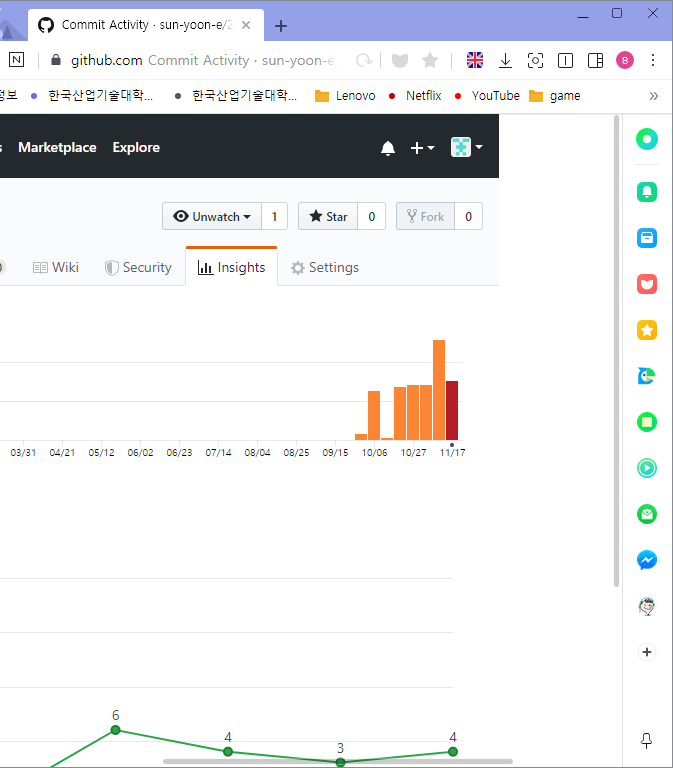 Commit Activity · sun-yoon-e/2
N
github.com Commit Activity · sun-yoon-e
8
정보 한국산업기술대학... 한국산업기술대학... Lenovo Netflix YouTube game »
s Marketplace Explore
Unwatch 1 Star 0 Fork 0
Wiki Security Insights Settings
03/31 04/21 05/12 06/02 06/23 07/14 08/04 08/25 09/15 10/06 10/27 11/17
6
4
3
4